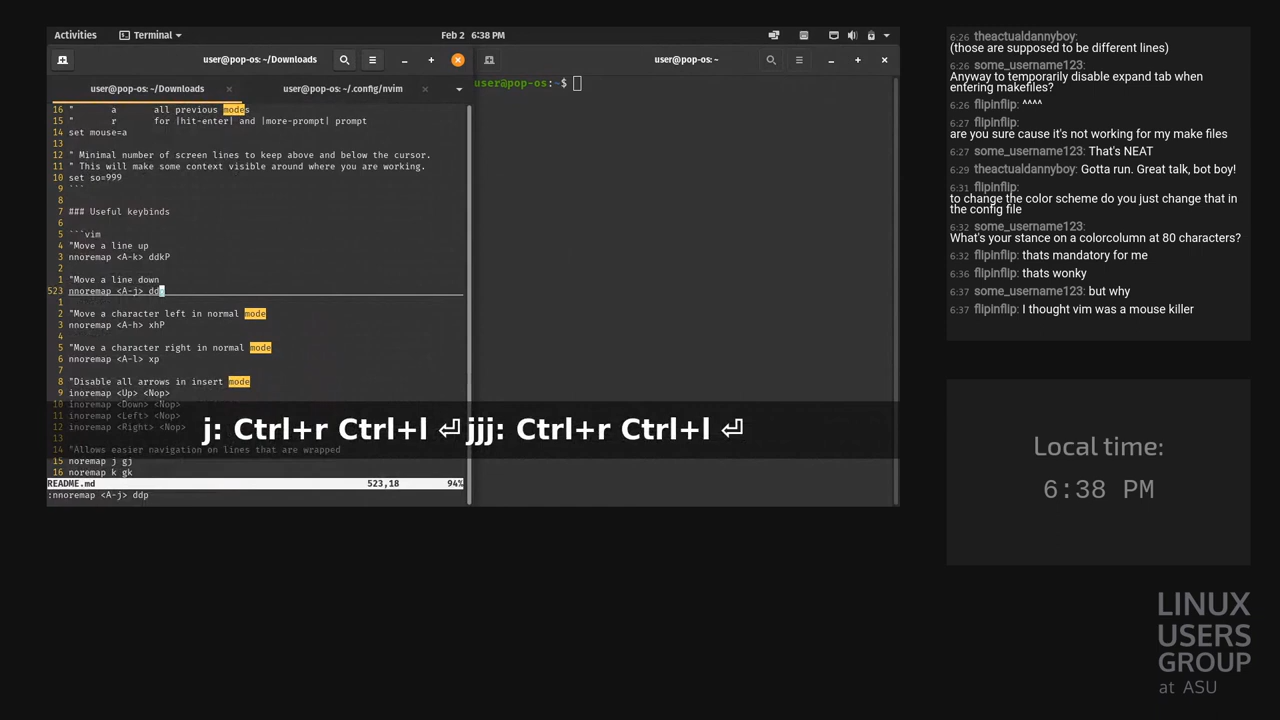 Activities
Terminal
Feb 2 6:38 PM
user@pop-os: ~/Downloads
user@pop-os: ~
user@pop-os: ~/Downloads
user@pop-os: ~/.config/nvim
user@pop-os:~$
16 " a all previous modes
15 " r for |hit-enter| and |more-prompt| prompt
14 set mouse=a
13
12 " Minimal number of screen lines to keep above and below the cursor.
11 " This will make some context visible around where you are working.
10 set so=999
9 ```
8
7 ### Useful keybinds
6
5 ```vim
4 "Move a line up
3 nnoremap <A-k> ddkP
2
1 "Move a line down
523 nnoremap <A-j> ddp
1
2 "Move a character left in normal mode
3 nnoremap <A-h> xhP
4
5 "Move a character right in normal mode
6 nnoremap <A-l> xp
7
8 "Disable all arrows in insert mode
9 inoremap <Up> <Nop>
10 inoremap <Down> <Nop>
11 inoremap <Left> <Nop>
12 inoremap <Right> <Nop>
13
14 "Allows easier navigation on lines that are wrapped
15 noremap j gj
16 noremap k gk
README.md 523,18 94%
:nnoremap <A-j> ddp
j: Ctrl+r Ctrl+l ⏎ jjj: Ctrl+r Ctrl+l ⏎
6:26 theactualdannyboy:
(those are supposed to be different lines)
6:26 some_username123:
Anyway to temporarily disable expand tab when
entering makefiles?
6:26 flipinflip: ^^^^
6:27 flipinflip:
are you sure cause it's not working for my make files
6:27 some_username123: That's NEAT
6:29 theactualdannyboy: Gotta run. Great talk, bot boy!
6:31 flipinflip:
to change the color scheme do you just change that in
the config file
6:32 some_username123:
What's your stance on a colorcolumn at 80 characters?
6:32 flipinflip: thats mandatory for me
6:36 flipinflip: thats wonky
6:37 some_username123: but why
6:37 flipinflip: I thought vim was a mouse killer
Local time:
6:38 PM
LINUX
USERS
GROUP
at ASU